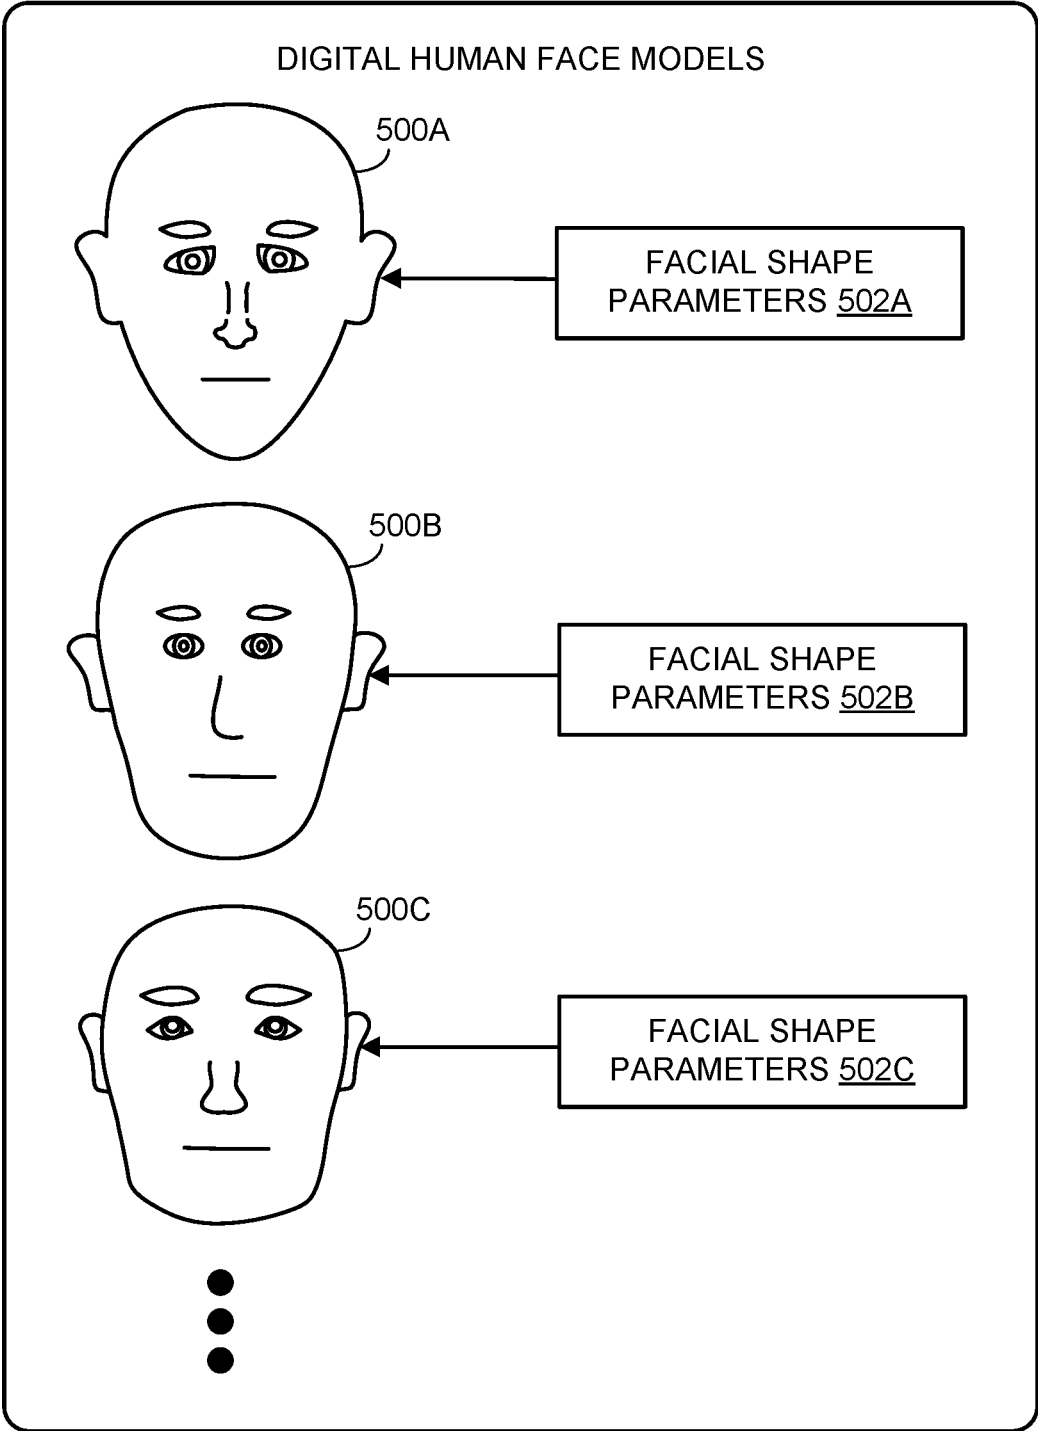 DIGITAL HUMAN FACE MODELS
500A
FACIAL SHAPE
PARAMETERS 502A
500B
FACIAL SHAPE
PARAMETERS 502B
500C
FACIAL SHAPE
PARAMETERS 502C